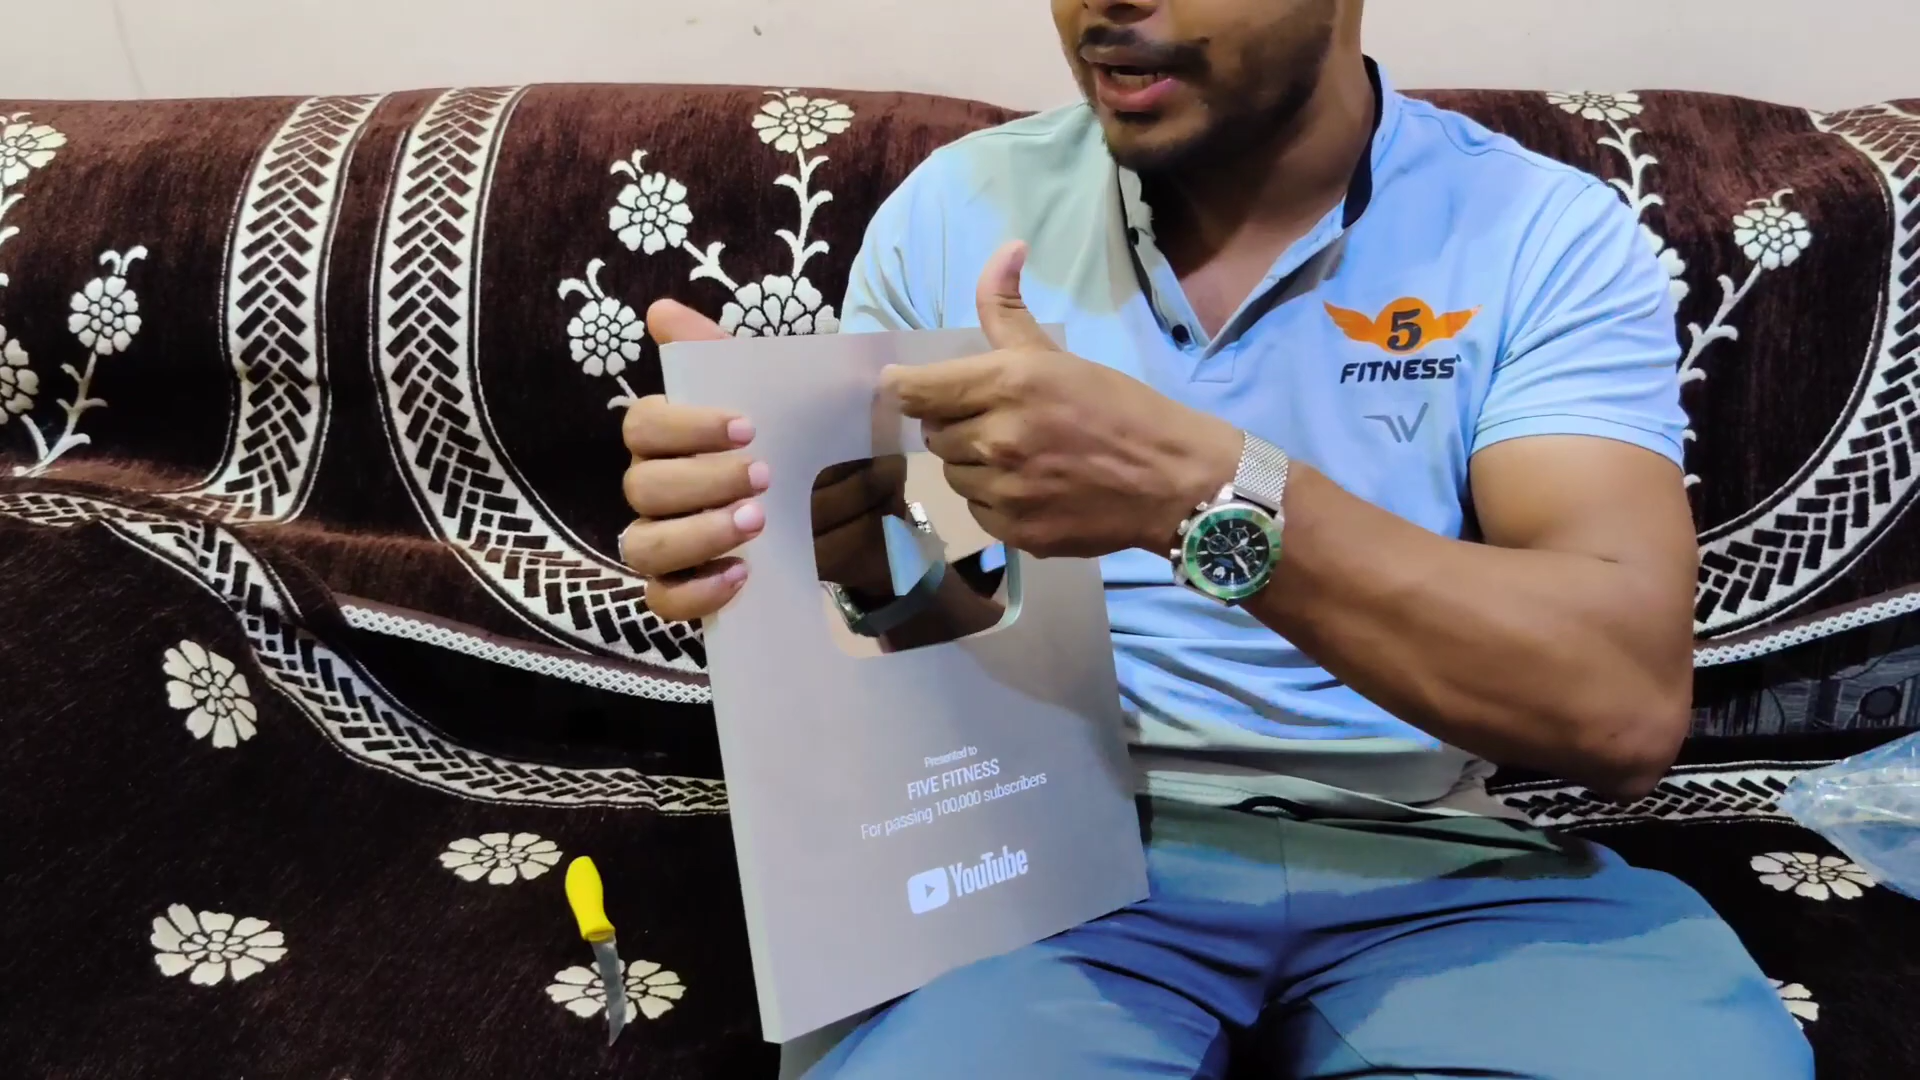 5
FITNESS
Presented to
FIVE FITNESS
For passing 100,000 subscribers
YouTube